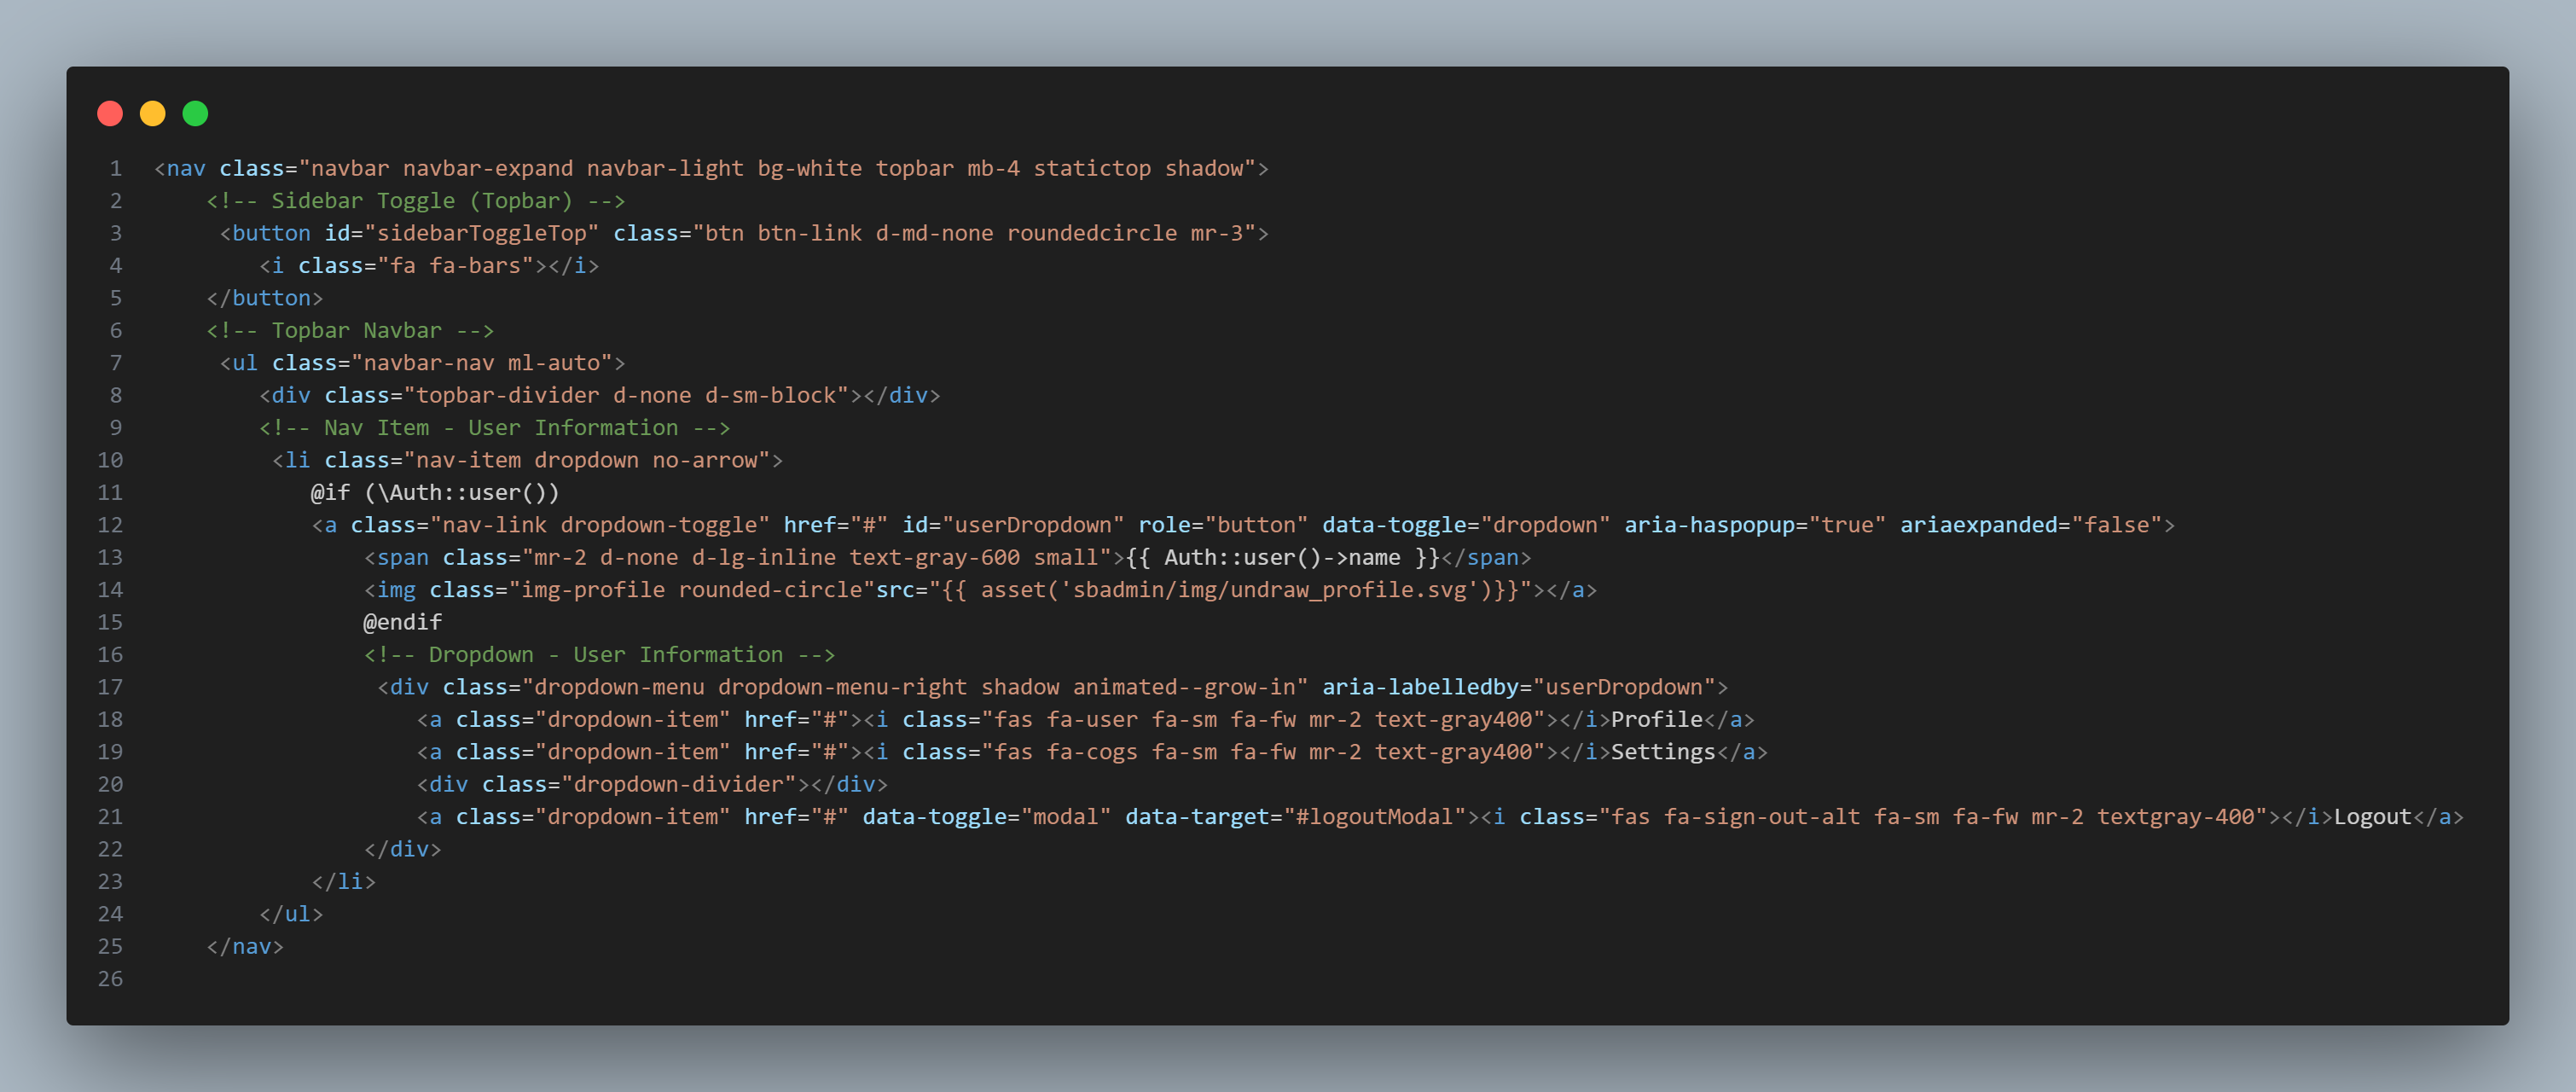 1 <nav class="navbar navbar-expand navbar-light bg-white topbar mb-4 statictop shadow">
2     <!-- Sidebar Toggle (Topbar) -->
3      <button id="sidebarToggleTop" class="btn btn-link d-md-none roundedcircle mr-3">
4         <i class="fa fa-bars"></i>
5     </button>
6     <!-- Topbar Navbar -->
7      <ul class="navbar-nav ml-auto">
8         <div class="topbar-divider d-none d-sm-block"></div>
9         <!-- Nav Item - User Information -->
10          <li class="nav-item dropdown no-arrow">
11             @if (\Auth::user())
12             <a class="nav-link dropdown-toggle" href="#" id="userDropdown" role="button" data-toggle="dropdown" aria-haspopup="true" ariaexpanded="false">
13                 <span class="mr-2 d-none d-lg-inline text-gray-600 small">{{ Auth::user()->name }}</span>
14                 <img class="img-profile rounded-circle"src="{{ asset('sbadmin/img/undraw_profile.svg')}}"></a>
15                 @endif
16                 <!-- Dropdown - User Information -->
17                  <div class="dropdown-menu dropdown-menu-right shadow animated--grow-in" aria-labelledby="userDropdown">
18                     <a class="dropdown-item" href="#"><i class="fas fa-user fa-sm fa-fw mr-2 text-gray400"></i>Profile</a>
19                     <a class="dropdown-item" href="#"><i class="fas fa-cogs fa-sm fa-fw mr-2 text-gray400"></i>Settings</a>
20                     <div class="dropdown-divider"></div>
21                     <a class="dropdown-item" href="#" data-toggle="modal" data-target="#logoutModal"><i class="fas fa-sign-out-alt fa-sm fa-fw mr-2 textgray-400"></i>Logout</a>
22                 </div>
23             </li>
24         </ul>
25     </nav>
26